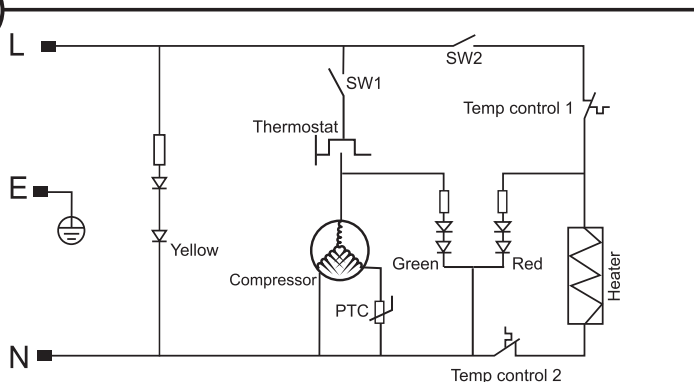 L
SW2
SW1
Temp control 1
Thermostat
E
Yellow
Green
Red
Heater
Compressor
PTC
N
Temp control 2